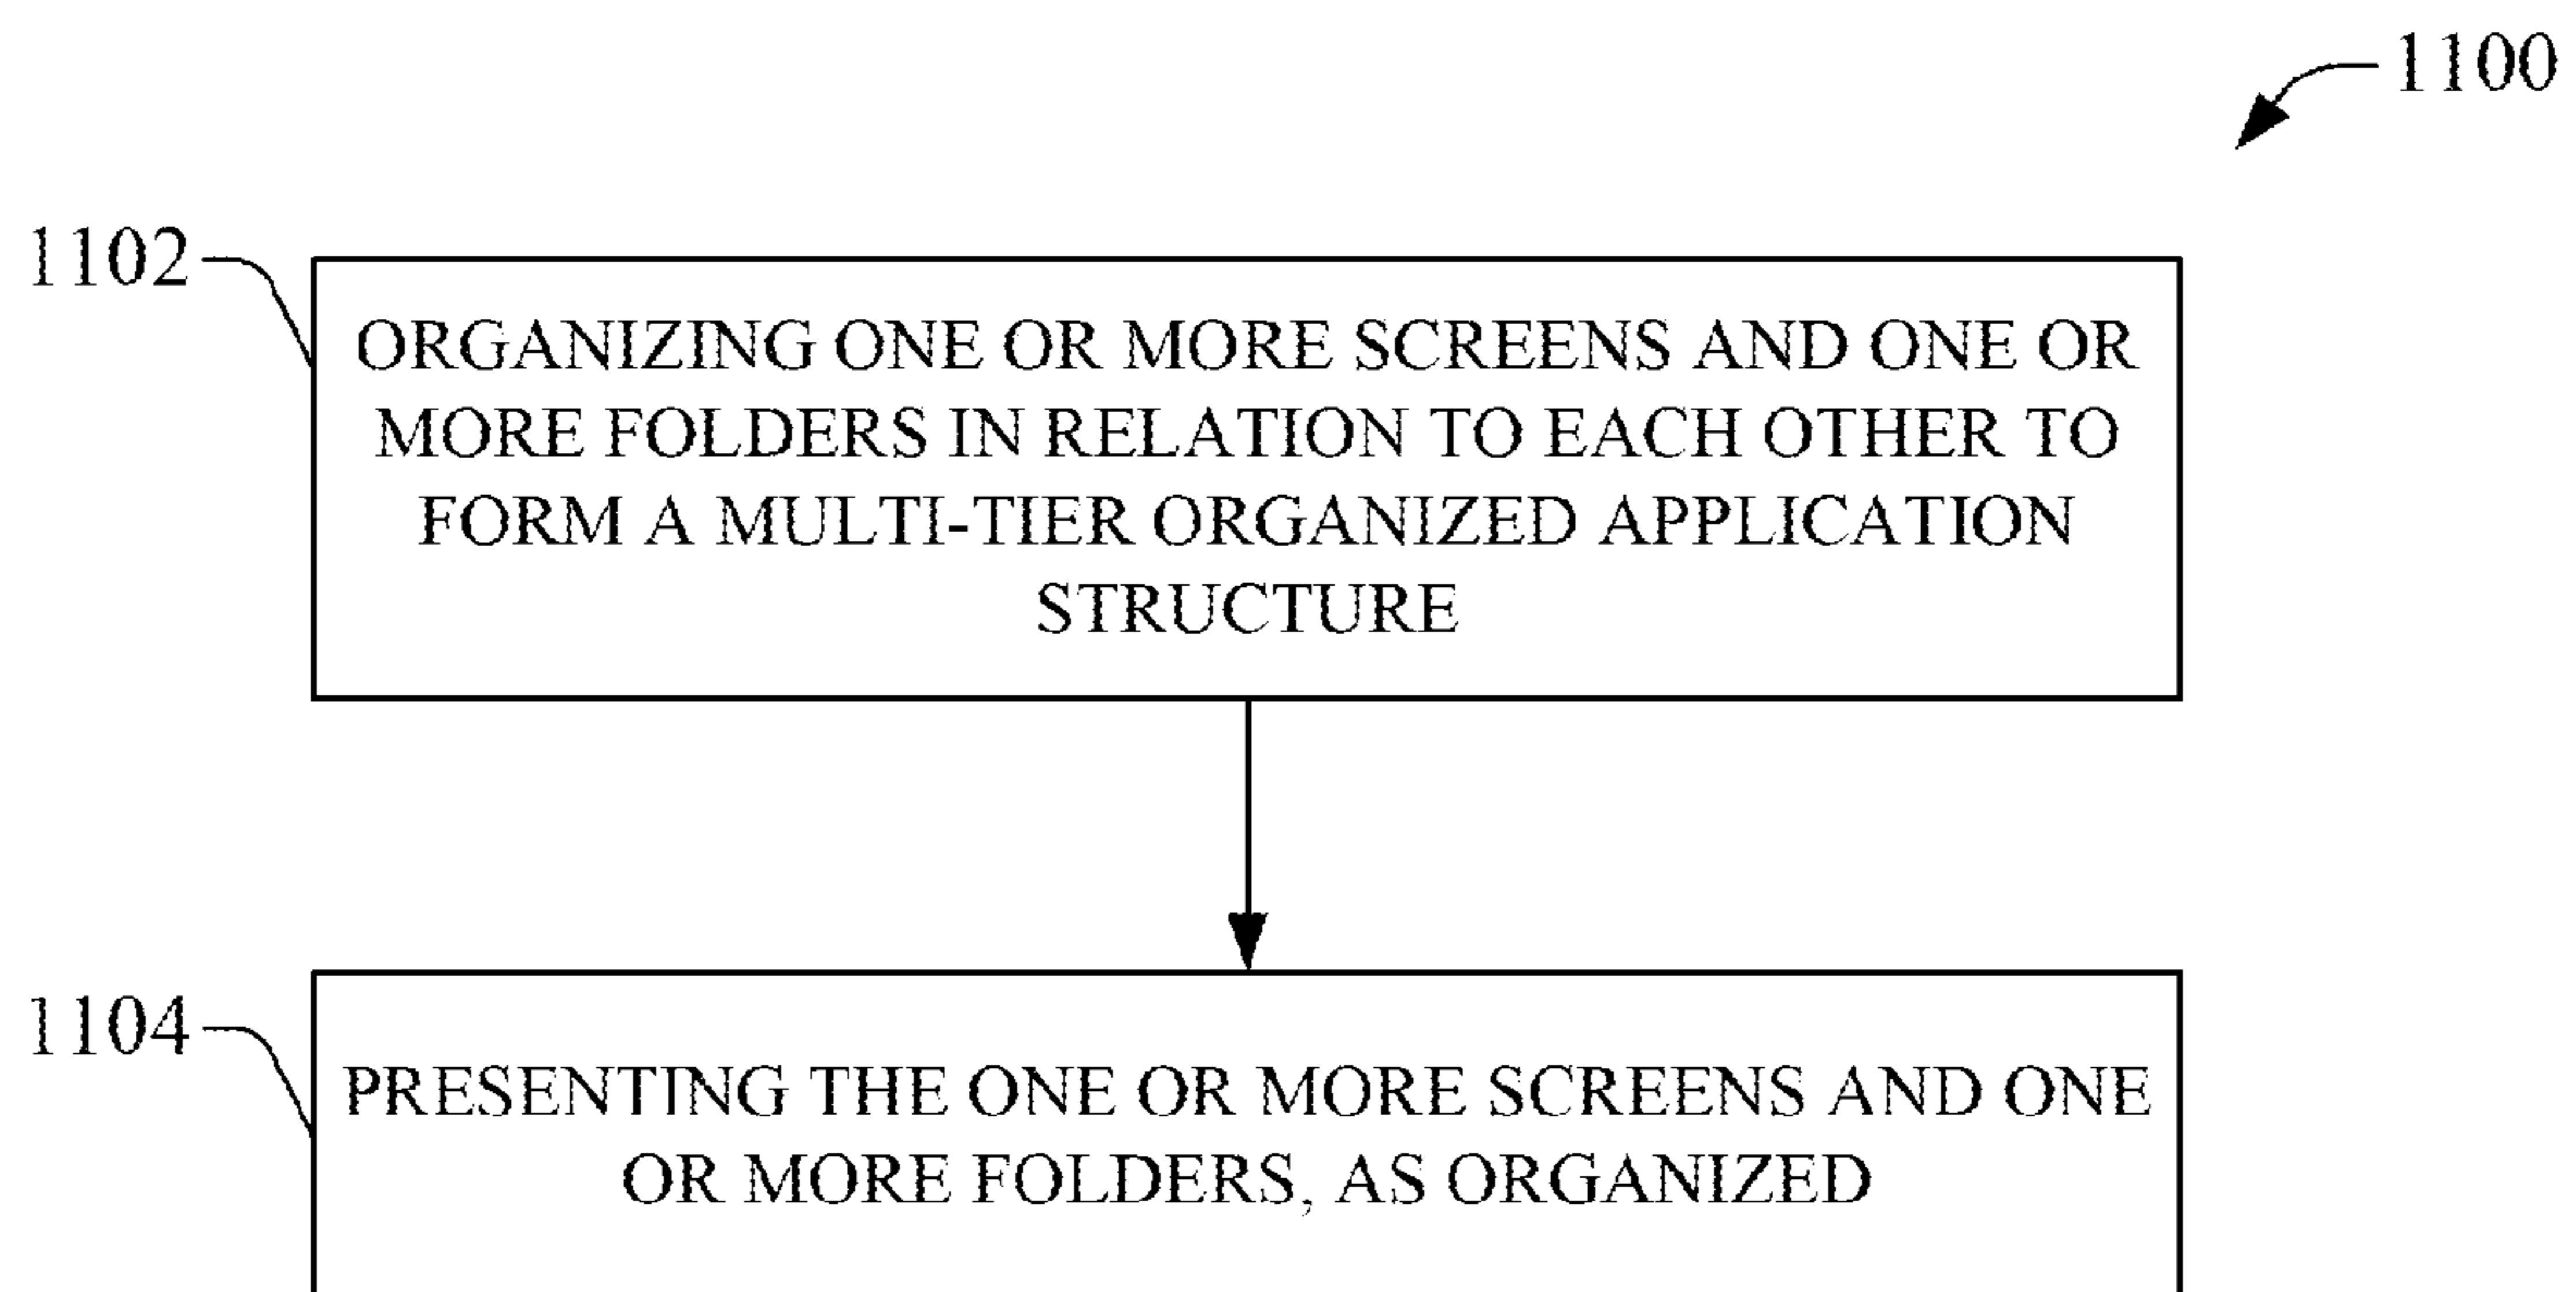 1100
1102
ORGANIZING ONE OR MORE SCREENS AND ONE OR
MORE FOLDERS IN RELATION TO EACH OTHER TO
FORM A MULTI-TIER ORGANIZED APPLICATION
STRUCTURE
1104
PRESENTING THE ONE OR MORE SCREENS AND ONE
OR MORE FOLDERS, AS ORGANIZED